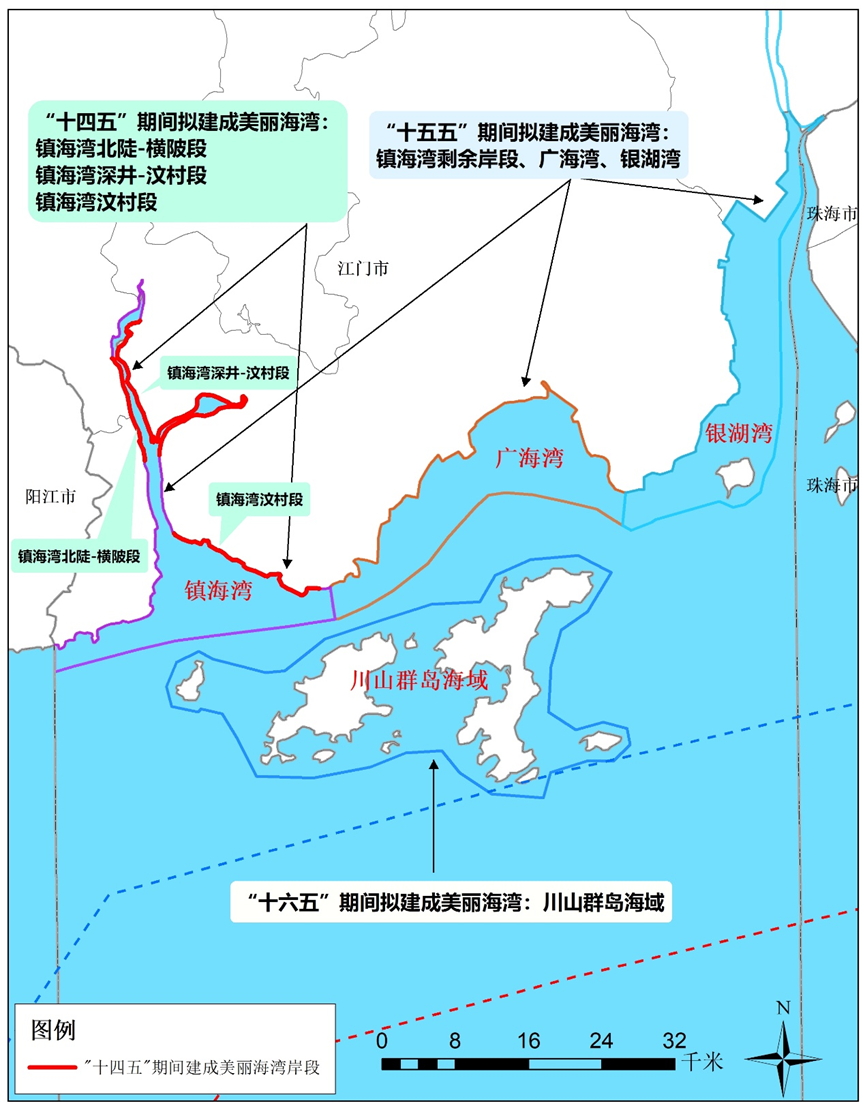 “十四五”期间拟建成美丽海湾：
镇海湾北陡-横陂段
镇海湾深井-汶村段
镇海湾汶村段
“十五五”期间拟建成美丽海湾：
镇海湾剩余岸段、广海湾、银湖湾
珠海市
江门市
镇海湾深井-汶村段
银湖湾
广海湾
珠海市
阳江市
镇海湾汶村段
镇海湾北陡-横陂段
镇海湾
川山群岛海域
“十六五”期间拟建成美丽海湾：川山群岛海域
图例
"十四五"期间建成美丽海湾岸段
N
0 8 16 24 32
千米